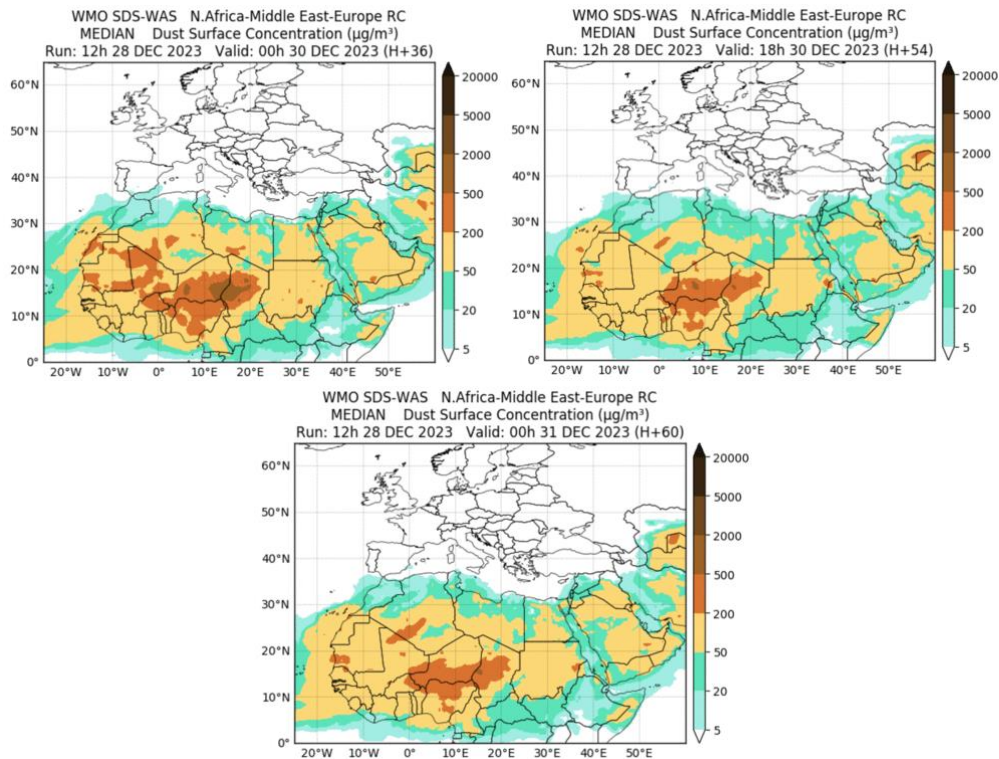 WMO SDS-WAS N.Africa-Middle East-Europe RC
MEDIAN Dust Surface Concentration (µg/m³)
Run: 12h 28 DEC 2023 Valid: 00h 30 DEC 2023 (H+36)
60°N
50°N
40°N
30°N
20°N
10°N
0°
20°W 10°W 0° 10°E 20°E 30°E 40°E 50°E
20000
5000
2000
500
200
50
20
5
WMO SDS-WAS N.Africa-Middle East-Europe RC
MEDIAN Dust Surface Concentration (µg/m³)
Run: 12h 28 DEC 2023 Valid: 18h 30 DEC 2023 (H+54)
60°N
50°N
40°N
30°N
20°N
10°N
0°
20°W 10°W 0° 10°E 20°E 30°E 40°E 50°E
20000
5000
2000
500
200
50
20
5
WMO SDS-WAS N.Africa-Middle East-Europe RC
MEDIAN Dust Surface Concentration (µg/m³)
Run: 12h 28 DEC 2023 Valid: 00h 31 DEC 2023 (H+60)
60°N
50°N
40°N
30°N
20°N
10°N
0°
20°W 10°W 0° 10°E 20°E 30°E 40°E 50°E
20000
5000
2000
500
200
50
20
5